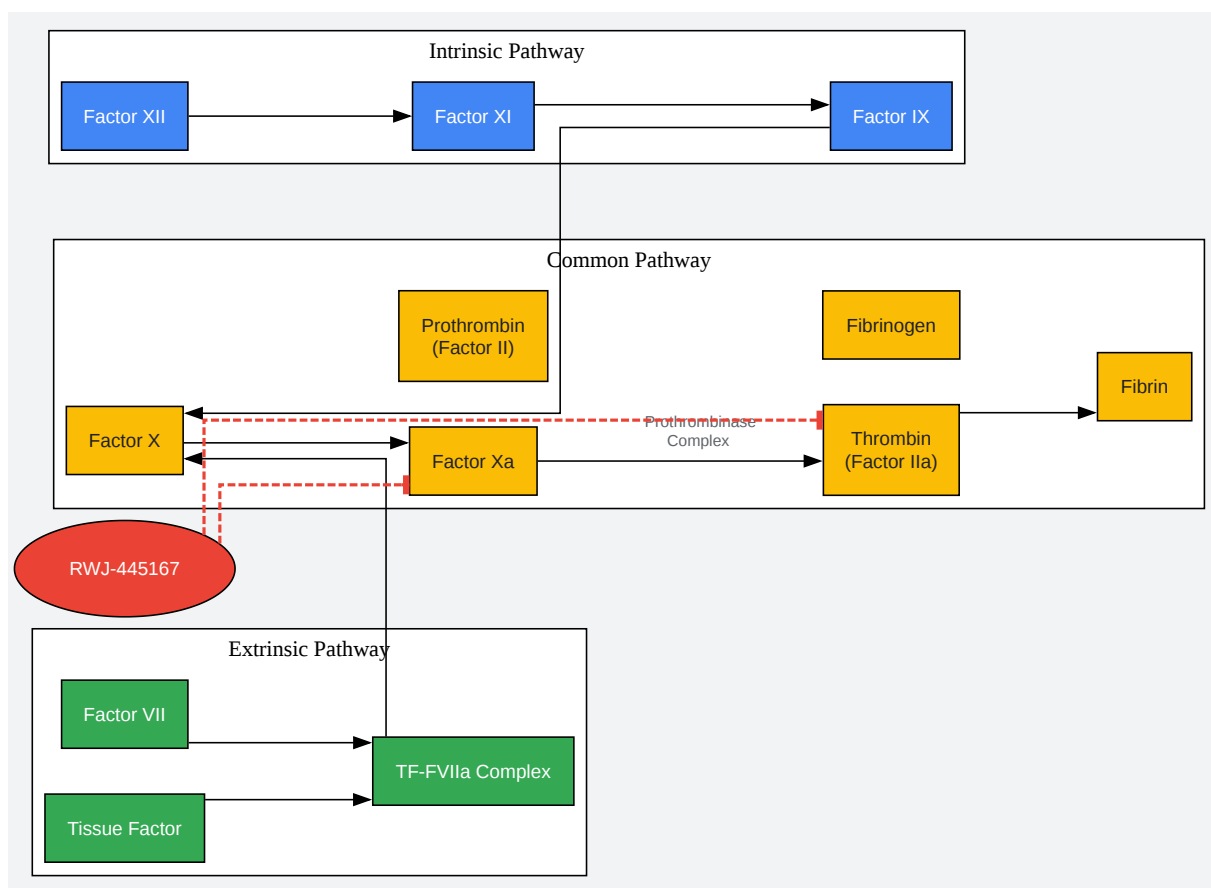 Intrinsic Pathway
Factor XII
Factor XI
Factor IX
Common Pathway
Prothrombin
(Factor II)
Fibrinogen
Fibrin
Factor X
Factor Xa
Prothrombinase
Complex
Thrombin
(Factor IIa)
RWJ-445167
Extrinsic Pathway
Factor VII
TF-FVIIa Complex
Tissue Factor